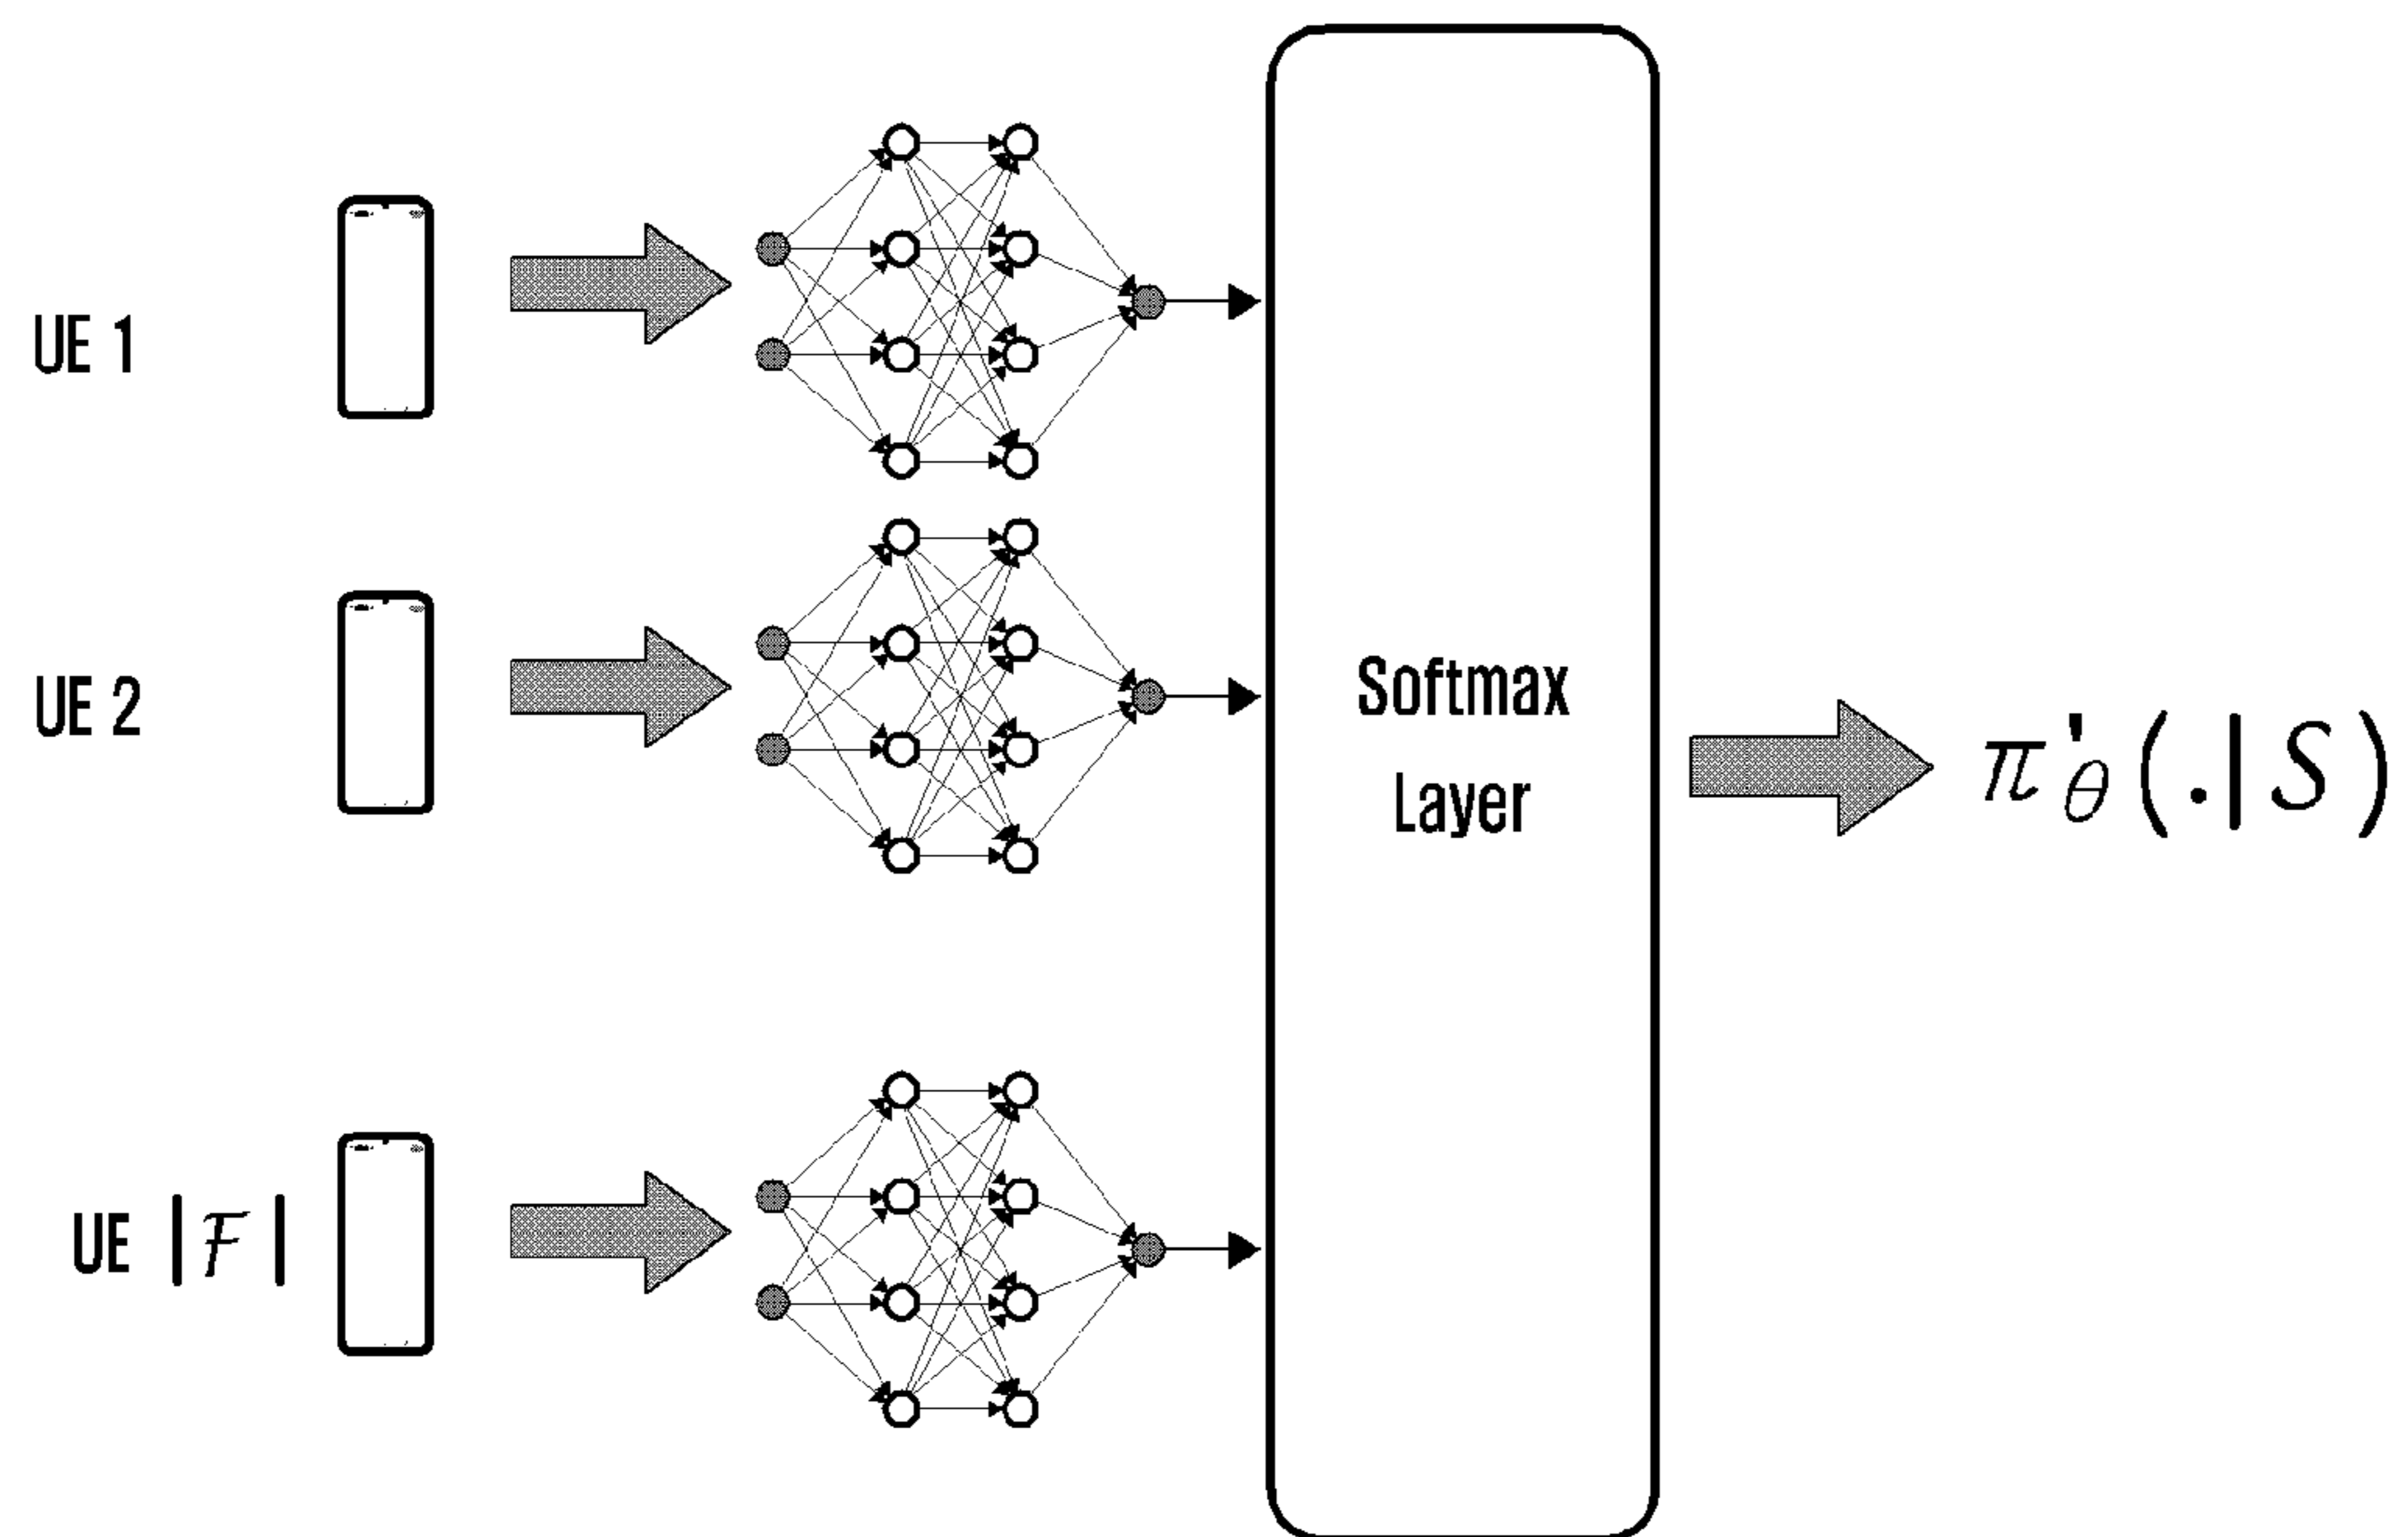 UE 1
UE 2
UE |ℱ|
Softmax
Layer
π'θ(.|S)